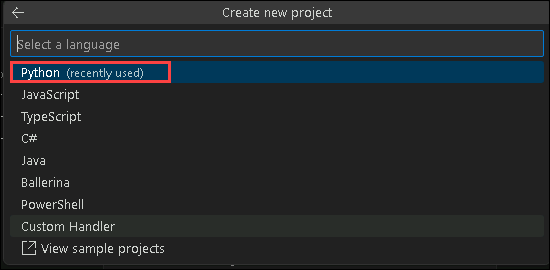 Create new project
Select a language
Python (recently used)
JavaScript
TypeScript
C#
Java
Ballerina
PowerShell
Custom Handler
View sample projects